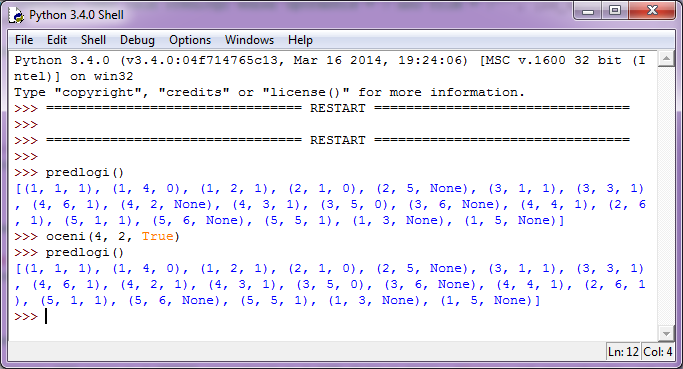 Python 3.4.0 Shell
File Edit Shell Debug Options Windows Help
Python 3.4.0 (v3.4.0:04f714765c13, Mar 16 2014, 19:24:06) [MSC v.1600 32 bit (I
ntel)] on win32
Type "copyright", "credits" or "license()" for more information.
>>> ================================ RESTART ================================
>>>
>>> ================================ RESTART ================================
>>>
>>> predlogi()
[(1, 1, 1), (1, 4, 0), (1, 2, 1), (2, 1, 0), (2, 5, None), (3, 1, 1), (3, 3, 1)
, (4, 6, 1), (4, 2, None), (4, 3, 1), (3, 5, 0), (3, 6, None), (4, 4, 1), (2, 6
, 1), (5, 1, 1), (5, 6, None), (5, 5, 1), (1, 3, None), (1, 5, None)]
>>> oceni(4, 2, True)
>>> predlogi()
[(1, 1, 1), (1, 4, 0), (1, 2, 1), (2, 1, 0), (2, 5, None), (3, 1, 1), (3, 3, 1)
, (4, 6, 1), (4, 2, 1), (4, 3, 1), (3, 5, 0), (3, 6, None), (4, 4, 1), (2, 6, 1
), (5, 1, 1), (5, 6, None), (5, 5, 1), (1, 3, None), (1, 5, None)]
>>>
Ln: 12 Col: 4